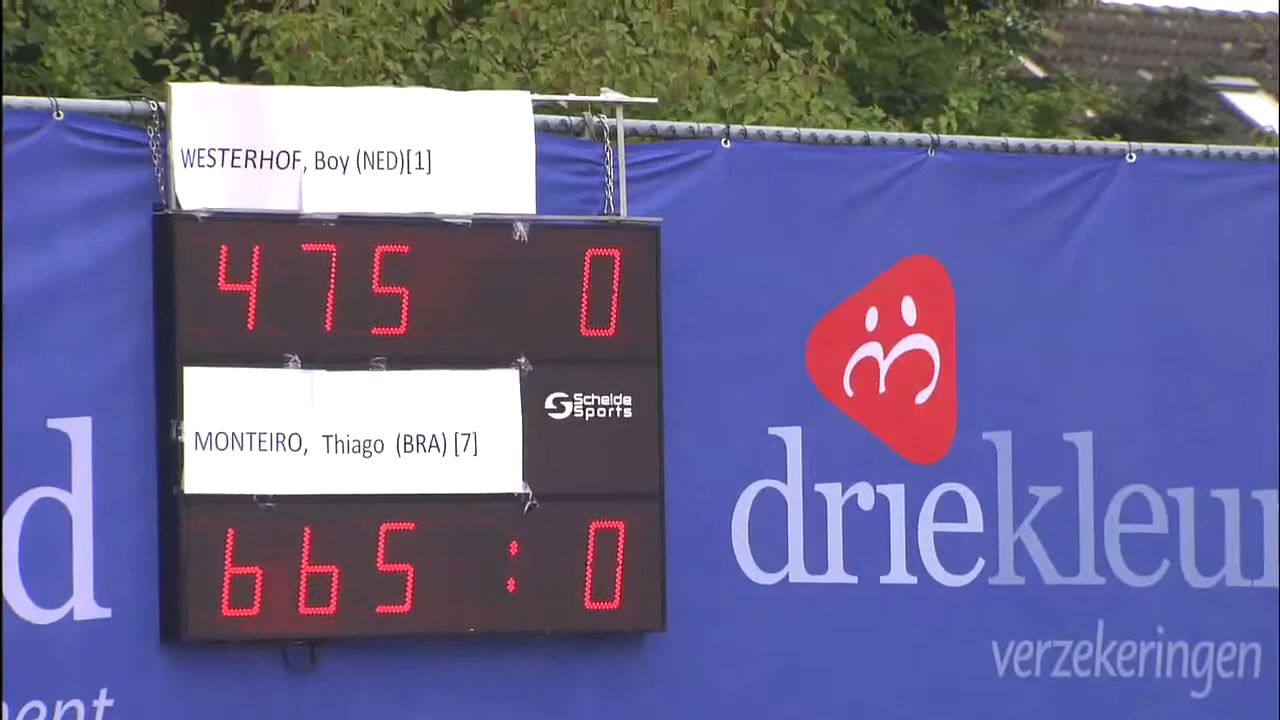 WESTERHOF, Boy (NED)[1]
4 7 5 0
Schelde
Sports
MONTEIRO, Thiago (BRA) [7]
6 6 5 : 0
driekleur
verzekeringen
d
ent